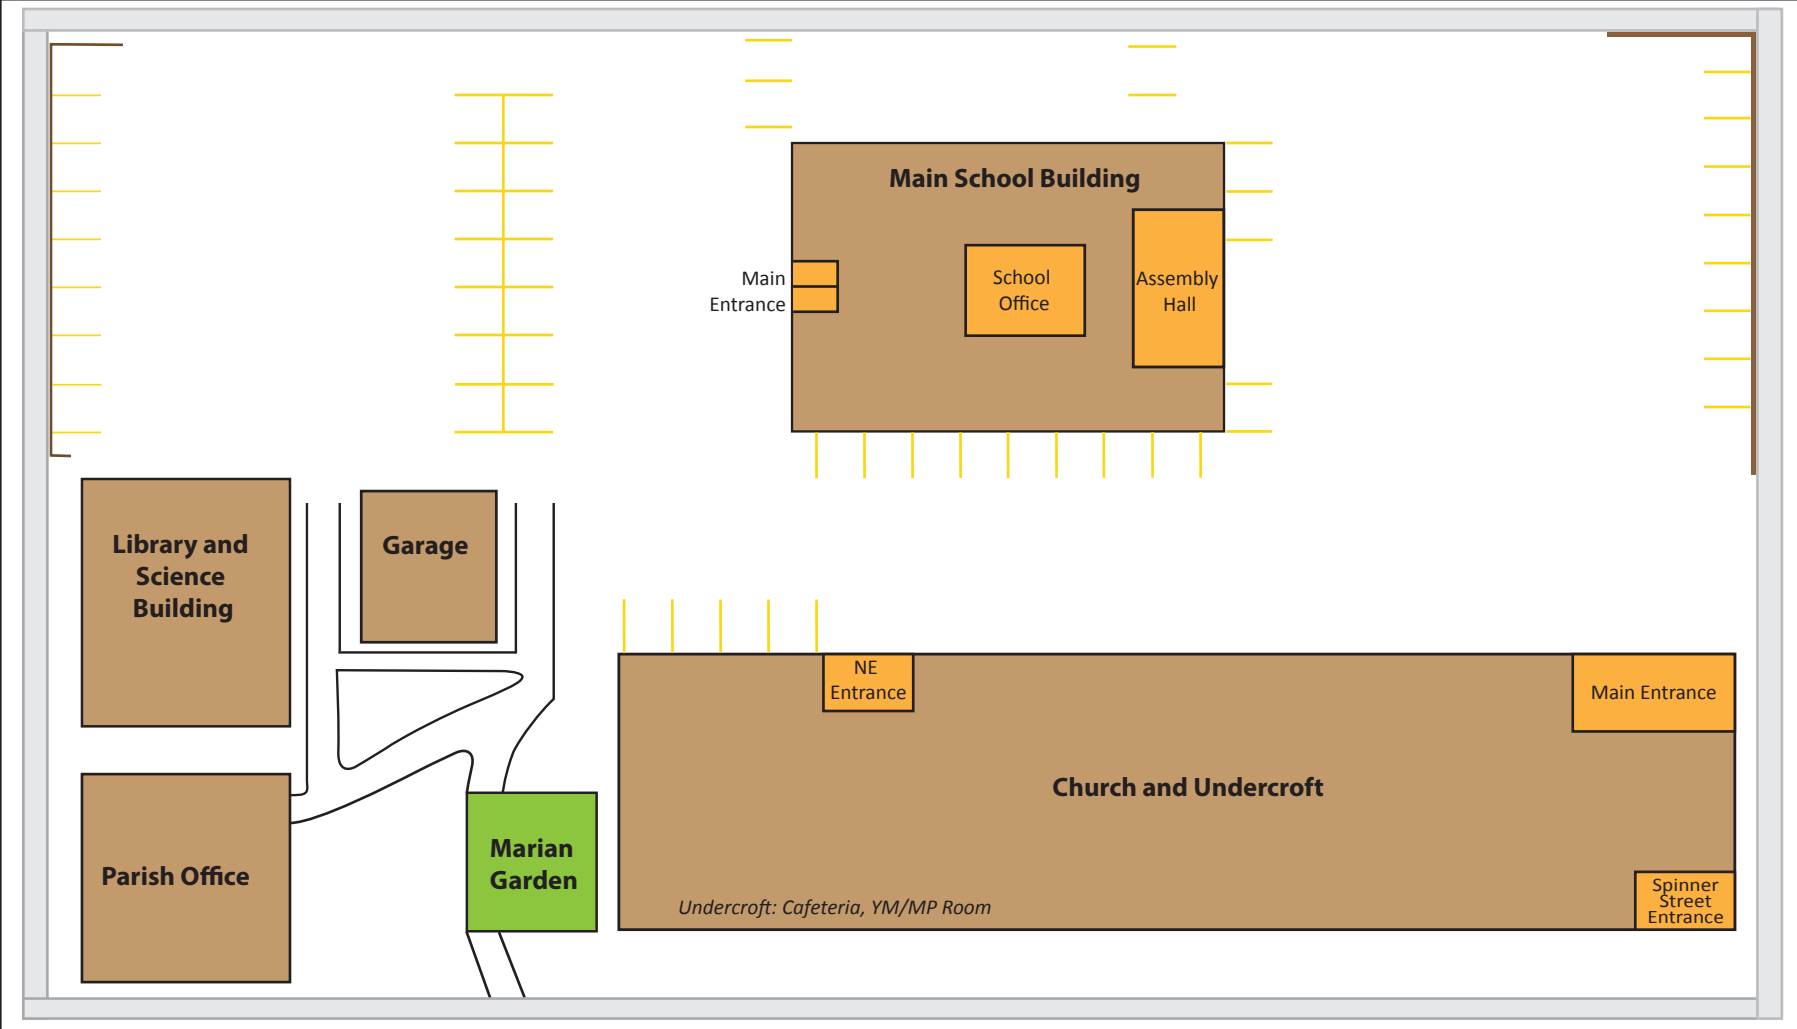 Main School Building
Main
Entrance
School
Office
Assembly
Hall
Library and
Science
Building
Garage
NE
Entrance
Main Entrance
Church and Undercroft
Marian
Garden
Parish Office
Undercroft: Cafeteria, YM/MP Room
Spinner
Street
Entrance